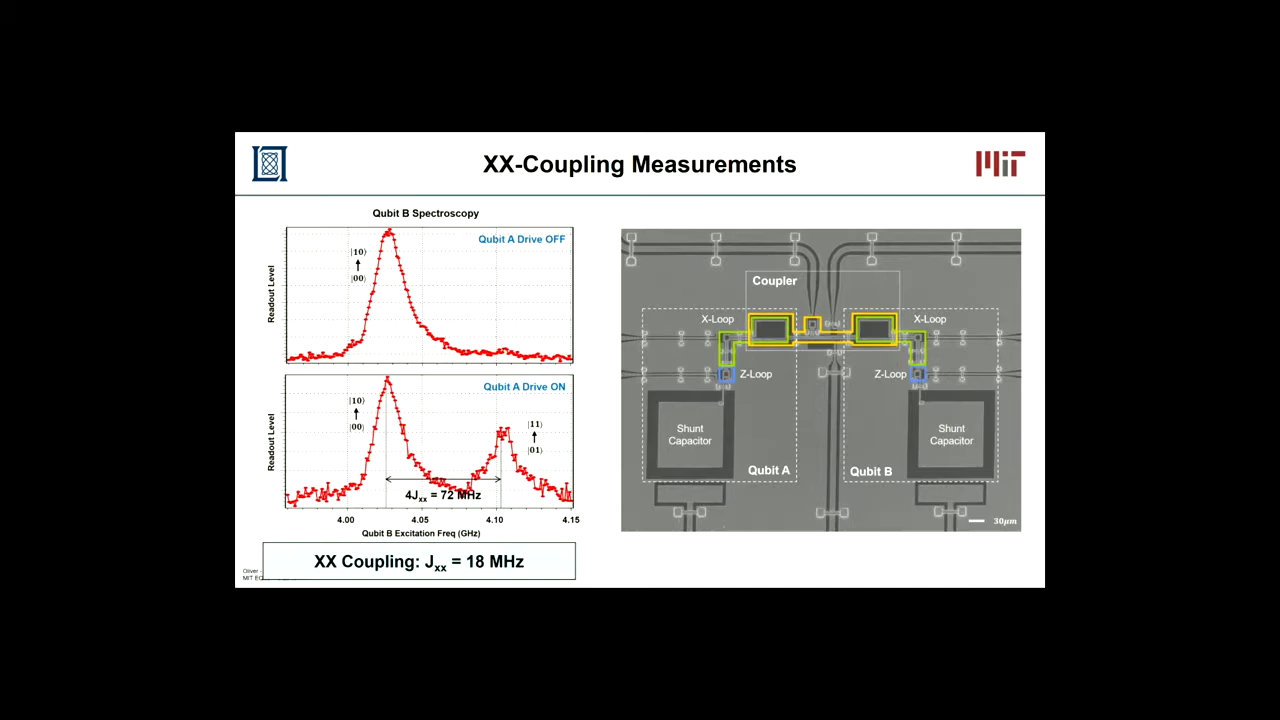 XX-Coupling Measurements
MIT
Qubit B Spectroscopy
Qubit A Drive OFF
|10⟩
|00⟩
Readout Level
Qubit A Drive ON
|10⟩
|00⟩
|11⟩
|01⟩
Readout Level
4Jxx = 72 MHz
4.00 4.05 4.10 4.15
Qubit B Excitation Freq (GHz)
XX Coupling: Jxx = 18 MHz
Oliver -
Coupler
X-Loop
X-Loop
Z-Loop
Z-Loop
Shunt
Capacitor
Shunt
Capacitor
Qubit A
Qubit B
30μm